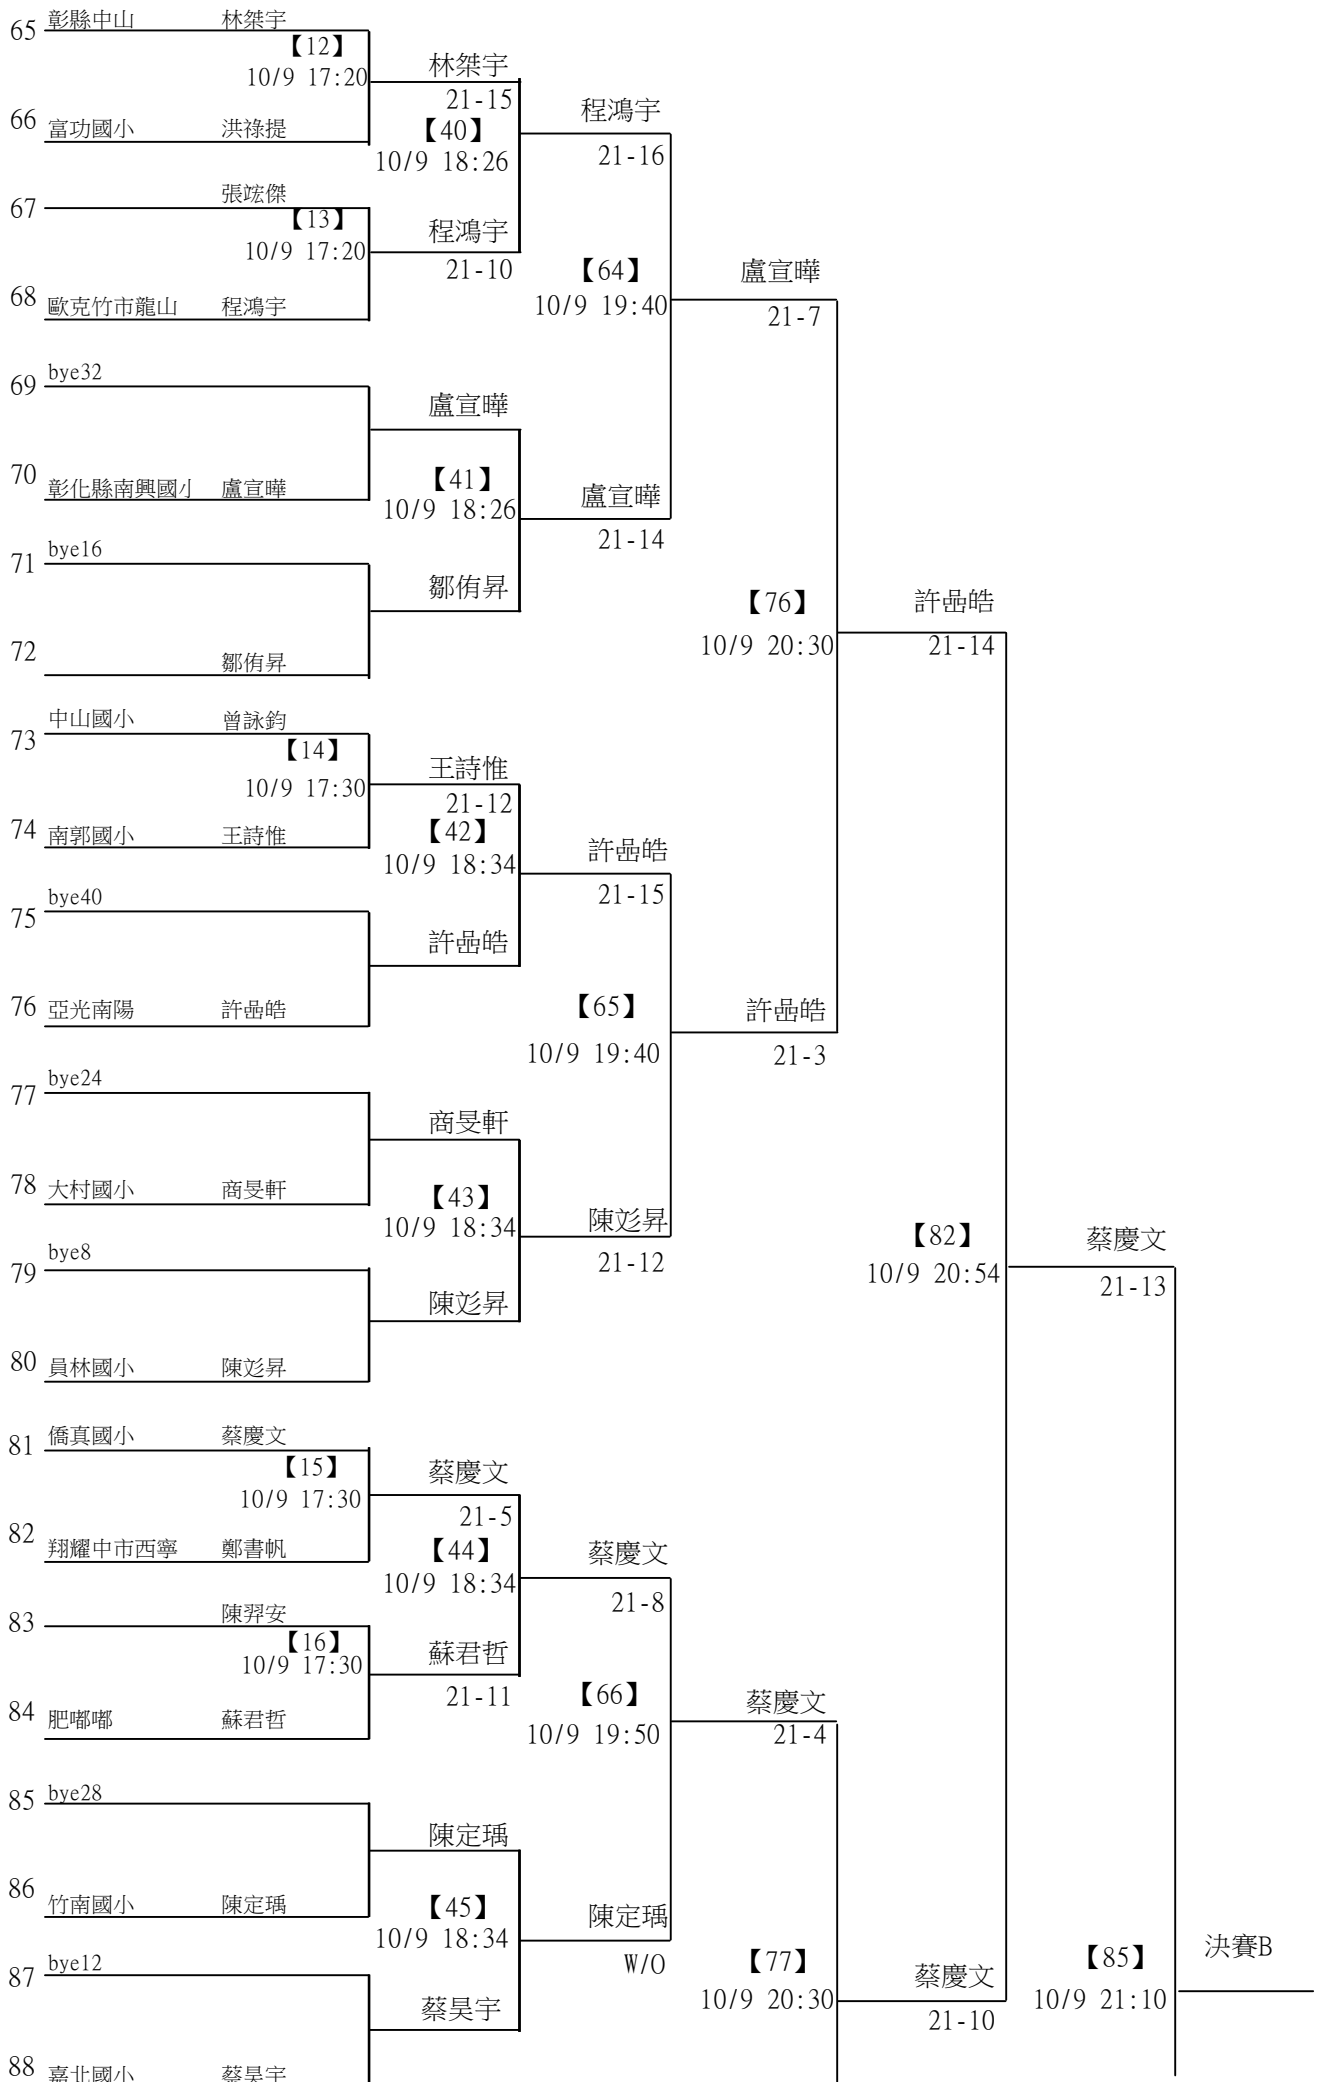 65 彰縣中山 林桀宇
【12】
10/9 17:20
林桀宇
21-15
66 富功國小 洪祿提
【40】
10/9 18:26
程鴻宇
21-16
67 張竤傑
【13】
10/9 17:20
程鴻宇
21-10
68 歐克竹市龍山 程鴻宇
【64】
10/9 19:40
盧宣曄
21-7
69 bye32
盧宣曄
70 彰化縣南興國小 盧宣曄
【41】
10/9 18:26
盧宣曄
21-14
71 bye16
鄒侑昇
72 鄒侑昇
【76】
10/9 20:30
許喦皓
21-14
73 中山國小 曾詠鈞
【14】
10/9 17:30
王詩惟
21-12
74 南郭國小 王詩惟
【42】
10/9 18:34
許喦皓
21-15
75 bye40
許喦皓
76 亞光南陽 許喦皓
【65】
10/9 19:40
許喦皓
21-3
77 bye24
商旻軒
78 大村國小 商旻軒
【43】
10/9 18:34
陳彣昇
21-12
79 bye8
陳彣昇
80 員林國小 陳彣昇
【82】
10/9 20:54
蔡慶文
21-13
81 僑真國小 蔡慶文
【15】
10/9 17:30
蔡慶文
21-5
82 翔耀中市西寧 鄭書帆
【44】
10/9 18:34
蔡慶文
21-8
83 陳羿安
【16】
10/9 17:30
蘇君哲
21-11
84 肥嘟嘟 蘇君哲
【66】
10/9 19:50
蔡慶文
21-4
85 bye28
陳定瑀
86 竹南國小 陳定瑀
【45】
10/9 18:34
陳定瑀
W/O
87 bye12
蔡昊宇
【77】
10/9 20:30
蔡慶文
21-10
【85】
10/9 21:10
決賽B
88 嘉北國小 蔡昊宇